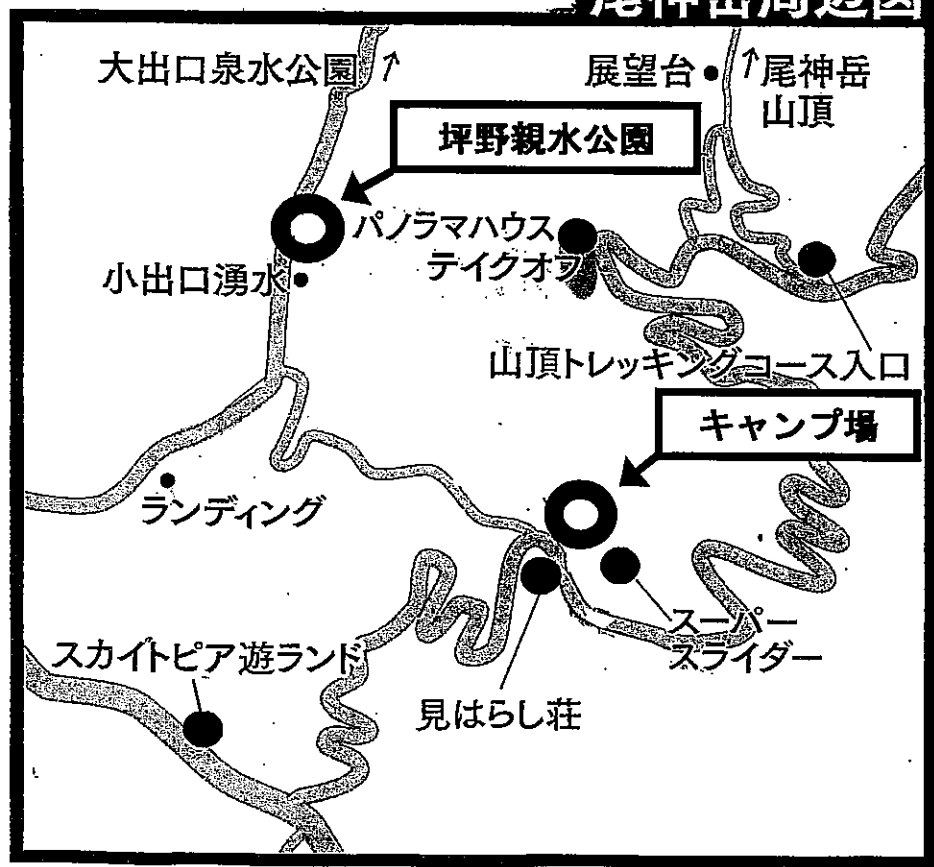 尾神岳周辺図
大出口泉水公園↑
展望台
↑尾神岳
山頂
坪野親水公園
パノラマハウス
テイクオフ
小出口湧水
山頂トレッキングコース入口
キャンプ場
ランディング
スーパー
スライダー
スカイトピア遊ランド
見はらし荘